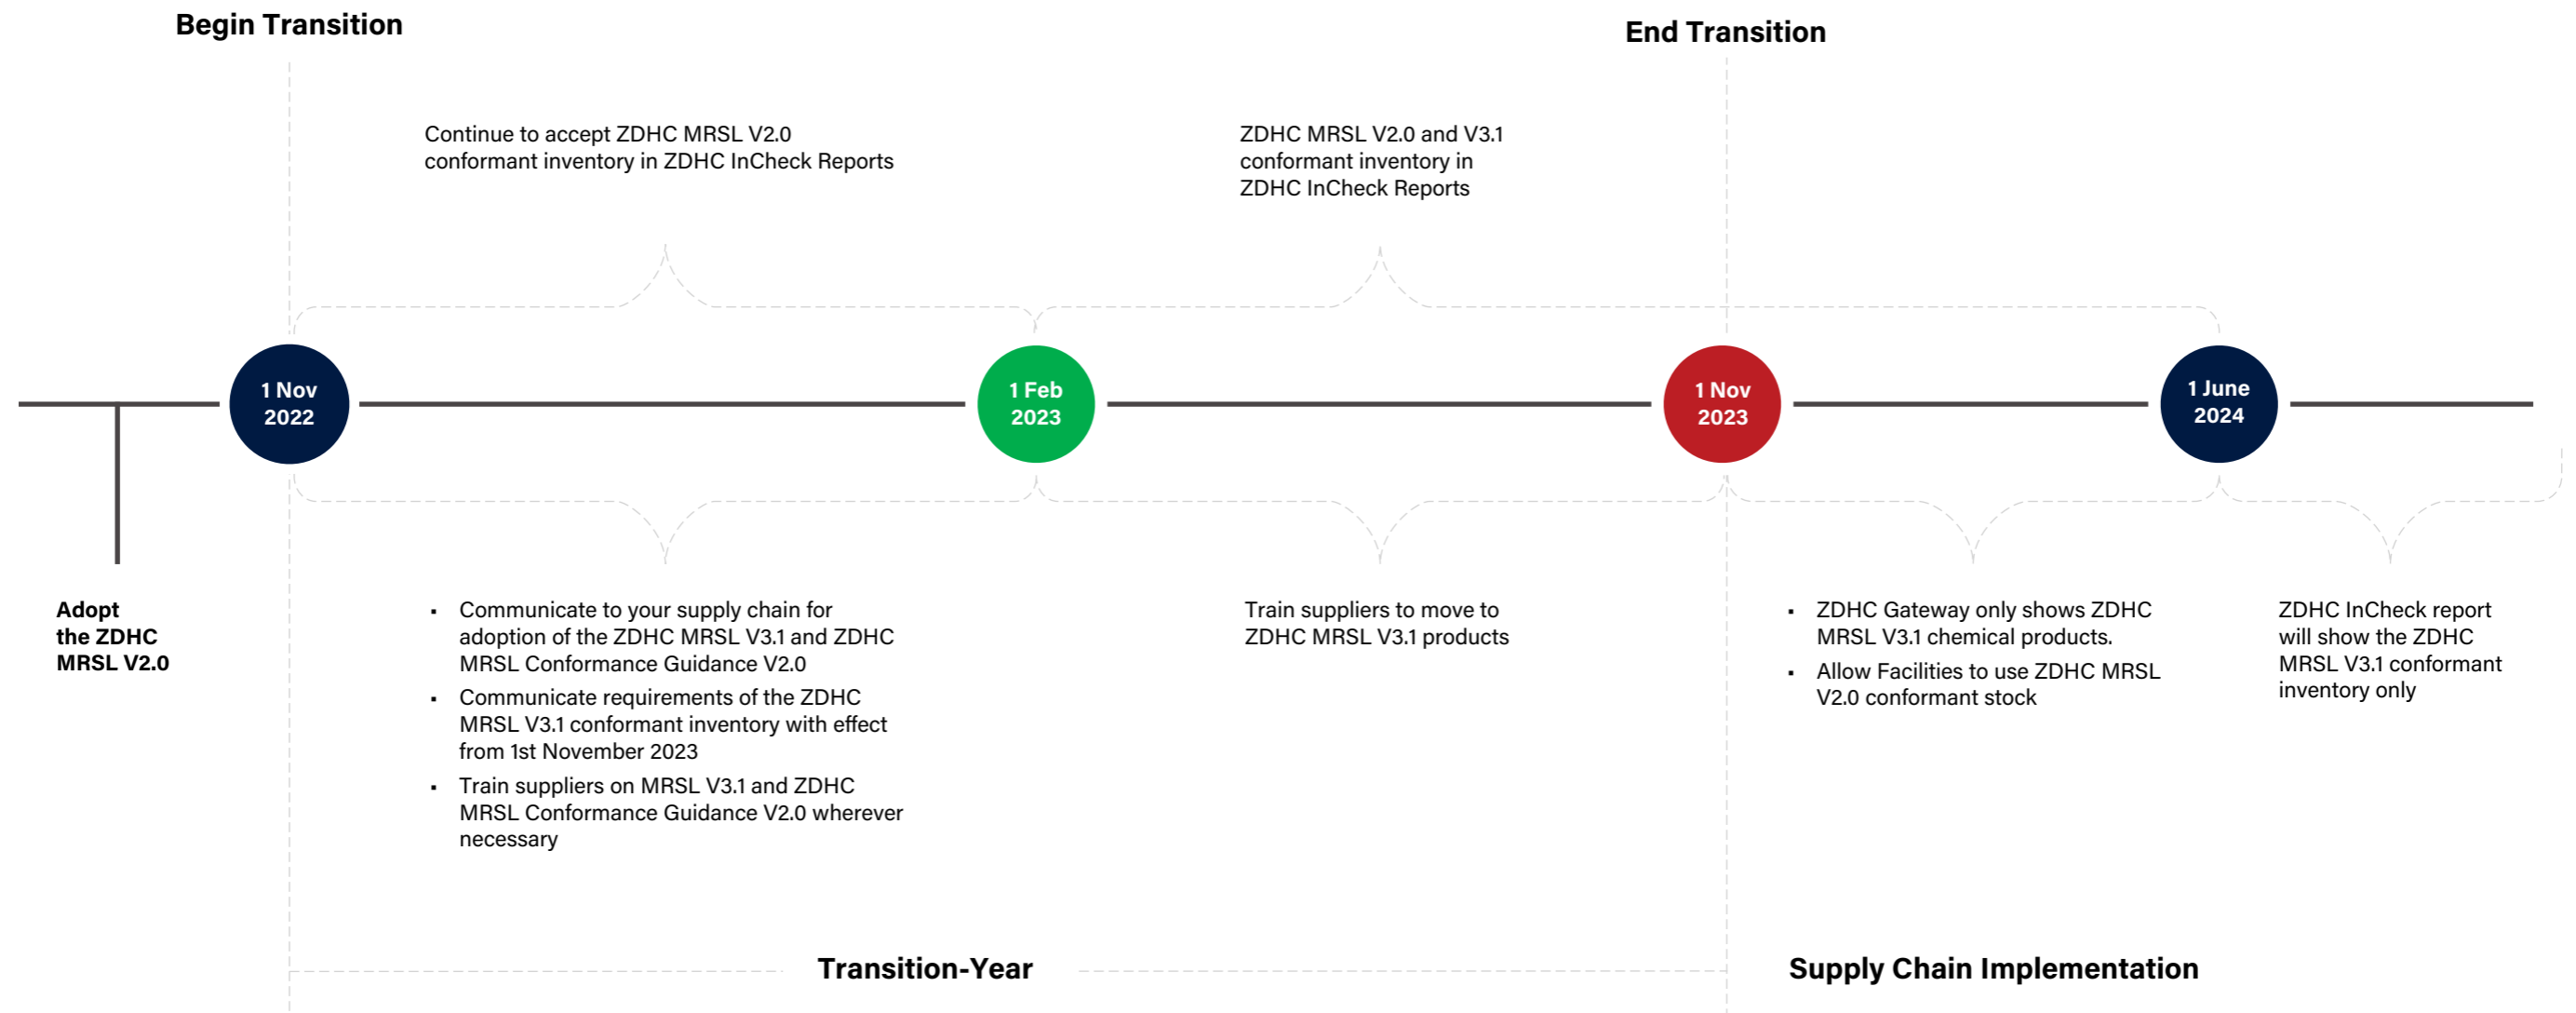 Begin Transition
End Transition
Continue to accept ZDHC MRSL V2.0
conformant inventory in ZDHC InCheck Reports
ZDHC MRSL V2.0 and V3.1
conformant inventory in
ZDHC InCheck Reports
1 Nov
2022
1 Feb
2023
1 Nov
2023
1 June
2024
Adopt
the ZDHC
MRSL V2.0
▪ Communicate to your supply chain for
adoption of the ZDHC MRSL V3.1 and ZDHC
MRSL Conformance Guidance V2.0
▪ Communicate requirements of the ZDHC
MRSL V3.1 conformant inventory with effect
from 1st November 2023
▪ Train suppliers on MRSL V3.1 and ZDHC
MRSL Conformance Guidance V2.0 wherever
necessary
Train suppliers to move to
ZDHC MRSL V3.1 products
▪ ZDHC Gateway only shows ZDHC
MRSL V3.1 chemical products.
▪ Allow Facilities to use ZDHC MRSL
V2.0 conformant stock
ZDHC InCheck report
will show the ZDHC
MRSL V3.1 conformant
inventory only
Transition-Year
Supply Chain Implementation